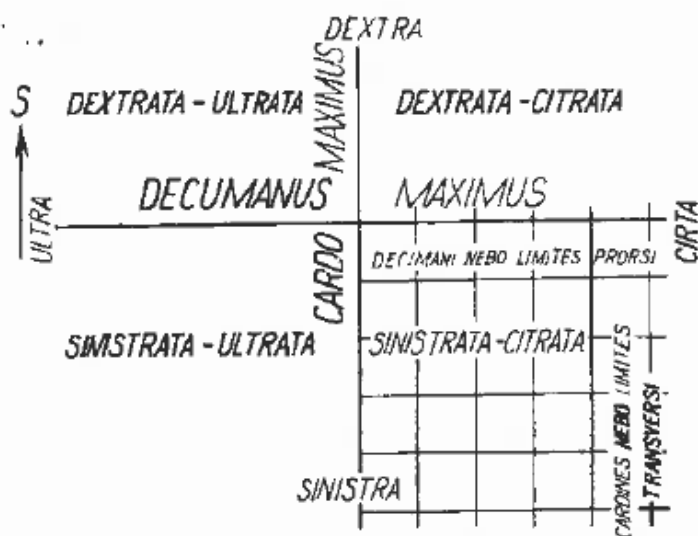 DEXTRA
S
DEXTRATA - ULTRATA
MAXIMUS
DEXTRATA - CITRATA
DECUMANUS
MAXIMUS
ULTRA
CIRTA
CARDO
DECIMANI NEBO LIMITES PRORSI
SINISTRATA - ULTRATA
SINISTRATA-CITRATA
CARDINES NEBO LIMITES
TRANSVERSI
SINISTRA